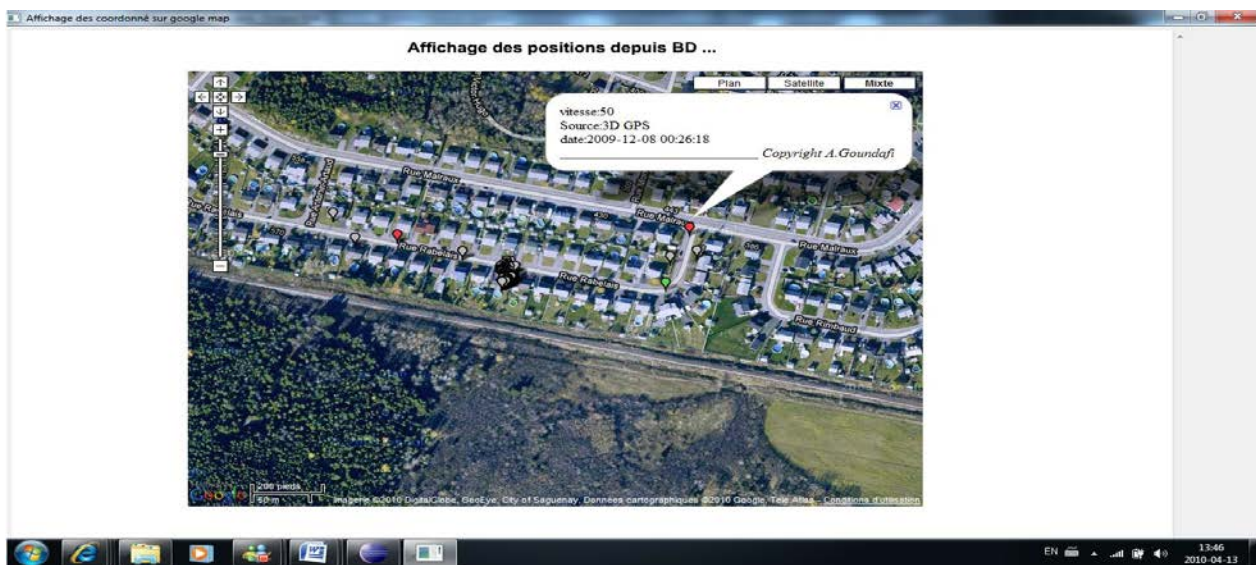 Affichage des coordonné sur google map
Affichage des positions depuis BD ...
Plan
Satellite
Mixte
vitesse:50
Source:3D GPS
date:2009-12-08 00:26:18
Copyright A.Goundafi
Rue Malraux
Rue Malraux
Rue Malraux
Rue Rabelais
Rue Rabelais
Rue Rabelais
430
443
Rue Rimbaud
Google
200 pieds
50 m
Imagerie ©2010 DigitalGlobe, GeoEye, City of Saguenay, Données cartographiques ©2010 Google, Tele Atlas - Conditions d'utilisation
EN
13:46
2010-04-13